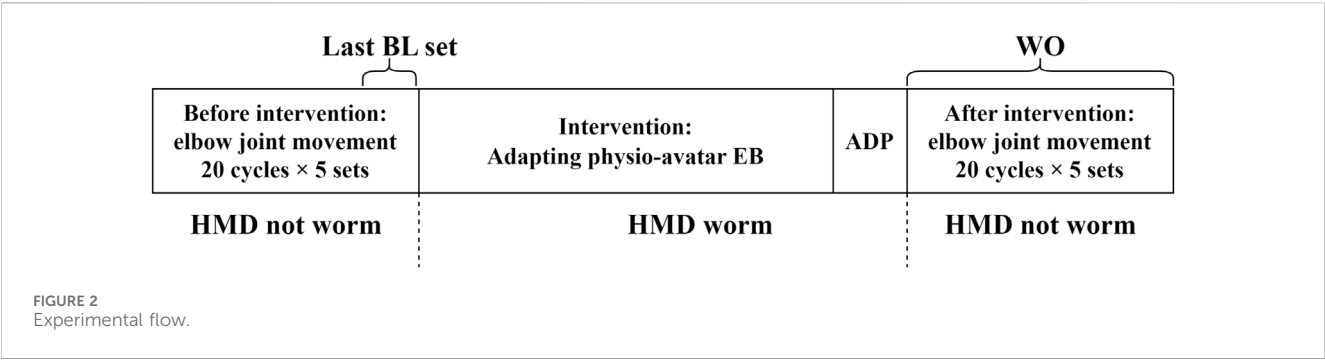 Last BL set
WO
Before intervention:
elbow joint movement
20 cycles × 5 sets
Intervention:
Adapting physio-avatar EB
ADP
After intervention:
elbow joint movement
20 cycles × 5 sets
HMD not worm
HMD worm
HMD not worm
FIGURE 2
Experimental flow.